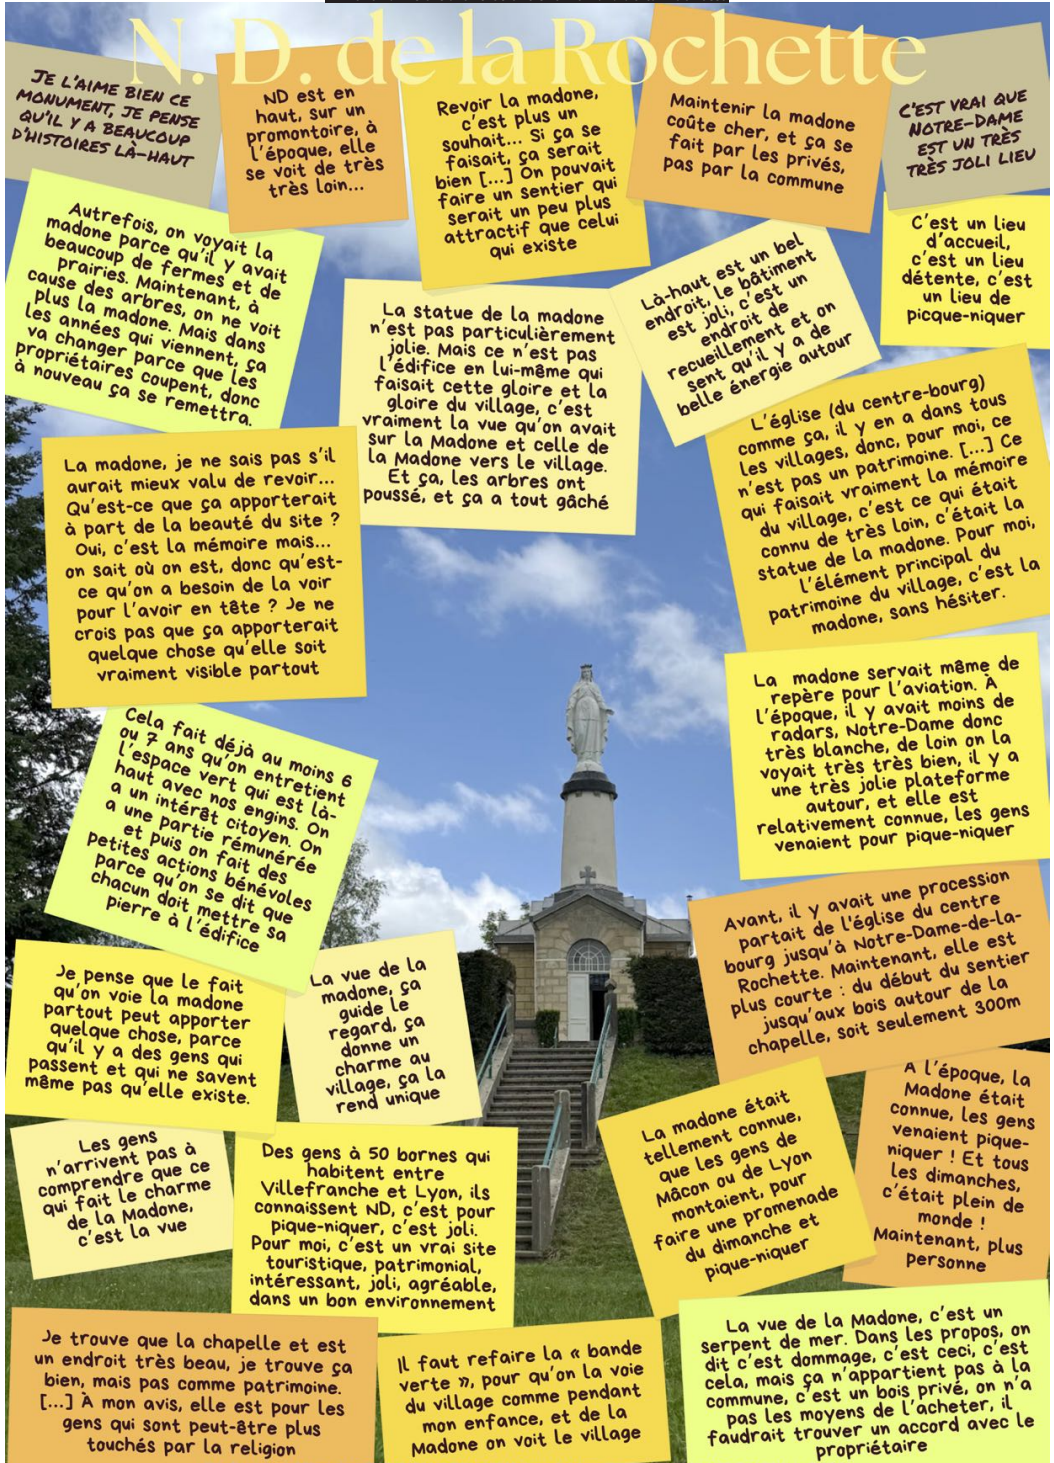 N. D. de la Rochette
JE L'AIME BIEN CE
MONUMENT, JE PENSE
QU'IL Y A BEAUCOUP
D'HISTOIRES LÀ-HAUT
ND est en
haut, sur un
promontoire, à
l'époque, elle
se voit de très
très loin...
Revoir la madone,
c'est plus un
souhait... Si ça se
faisait, ça serait
bien [...] On pouvait
faire un sentier qui
serait un peu plus
attractif que celui
qui existe
Maintenir la madone
coûte cher, et ça se
fait par les privés,
pas par la commune
C'EST VRAI QUE
NOTRE-DAME
EST UN TRÈS
TRÈS JOLI LIEU
Autrefois, on voyait la
madone parce qu'il y avait
beaucoup de fermes et de
prairies. Maintenant, à
cause des arbres, on ne voit
plus la madone. Mais dans
les années qui viennent, ça
va changer parce que les
propriétaires coupent, donc
à nouveau ça se remettra.
La statue de la madone
n'est pas particulièrement
jolie. Mais ce n'est pas
l'édifice en lui-même qui
faisait cette gloire et la
gloire du village, c'est
vraiment la vue qu'on avait
sur la Madone et celle de
la Madone vers le village.
Et ça, les arbres ont
poussé, et ça a tout gâché
Là-haut est un bel
endroit, le bâtiment
est joli, c'est un
endroit de
recueillement et on
sent qu'il y a de
belle énergie autour
C'est un lieu
d'accueil,
c'est un lieu
détente, c'est
un lieu de
picque-niquer
La madone, je ne sais pas s'il
aurait mieux valu de revoir...
Qu'est-ce que ça apporterait
à part de la beauté du site ?
Oui, c'est la mémoire mais...
on sait où on est, donc qu'est-
ce qu'on a besoin de la voir
pour l'avoir en tête ? Je ne
crois pas que ça apporterait
quelque chose qu'elle soit
vraiment visible partout
L'église (du centre-bourg)
comme ça, il y en a dans tous
les villages, donc, pour moi, ce
n'est pas un patrimoine. [...] Ce
qui faisait vraiment la mémoire
du village, c'est ce qui était
connu de très loin, c'était la
statue de la madone. Pour moi,
l'élément principal du
patrimoine du village, c'est la
madone, sans hésiter.
La madone servait même de
repère pour l'aviation. À
l'époque, il y avait moins de
radars, Notre-Dame donc
très blanche, de loin on la
voyait très très bien, il y a
une très jolie plateforme
autour, et elle est
relativement connue, les gens
venaient pour pique-niquer
Cela fait déjà au moins 6
ou 7 ans qu'on entretient
l'espace vert qui est là-
haut avec nos engins. On
a un intérêt citoyen. On
a une partie rémunérée
et puis on fait des
petites actions bénévoles
parce qu'on se dit que
chacun doit mettre sa
pierre à l'édifice
Avant, il y avait une procession
partait de l'église du centre
bourg jusqu'à Notre-Dame-de-la-
Rochette. Maintenant, elle est
plus courte : du début du sentier
jusqu'aux bois autour de la
chapelle, soit seulement 300m
Je pense que le fait
qu'on voie la madone
partout peut apporter
quelque chose, parce
qu'il y a des gens qui
passent et qui ne savent
même pas qu'elle existe.
La vue de la
madone, ça
guide le
regard, ça
donne un
charme au
village, ça la
rend unique
La madone était
tellement connue,
que les gens de
Mâcon ou de Lyon
montaient, pour
faire une promenade
du dimanche et
pique-niquer
À l'époque, la
Madone était
connue, les gens
venaient pique-
niquer ! Et tous
les dimanches,
c'était plein de
monde !
Maintenant, plus
personne
Les gens
n'arrivent pas à
comprendre que ce
qui fait le charme
de la Madone,
c'est la vue
Des gens à 50 bornes qui
habitent entre
Villefranche et Lyon, ils
connaissent ND, c'est pour
pique-niquer, c'est joli.
Pour moi, c'est un vrai site
touristique, patrimonial,
intéressant, joli, agréable,
dans un bon environnement
Je trouve que la chapelle et est
un endroit très beau, je trouve ça
bien, mais pas comme patrimoine.
[...] À mon avis, elle est pour les
gens qui sont peut-être plus
touchés par la religion
Il faut refaire la « bande
verte », pour qu'on la voie
du village comme pendant
mon enfance, et de la
Madone on voit le village
La vue de la Madone, c'est un
serpent de mer. Dans les propos, on
dit c'est dommage, c'est ceci, c'est
cela, mais ça n'appartient pas à la
commune, c'est un bois privé, on n'a
pas les moyens de l'acheter, il
faudrait trouver un accord avec le
propriétaire